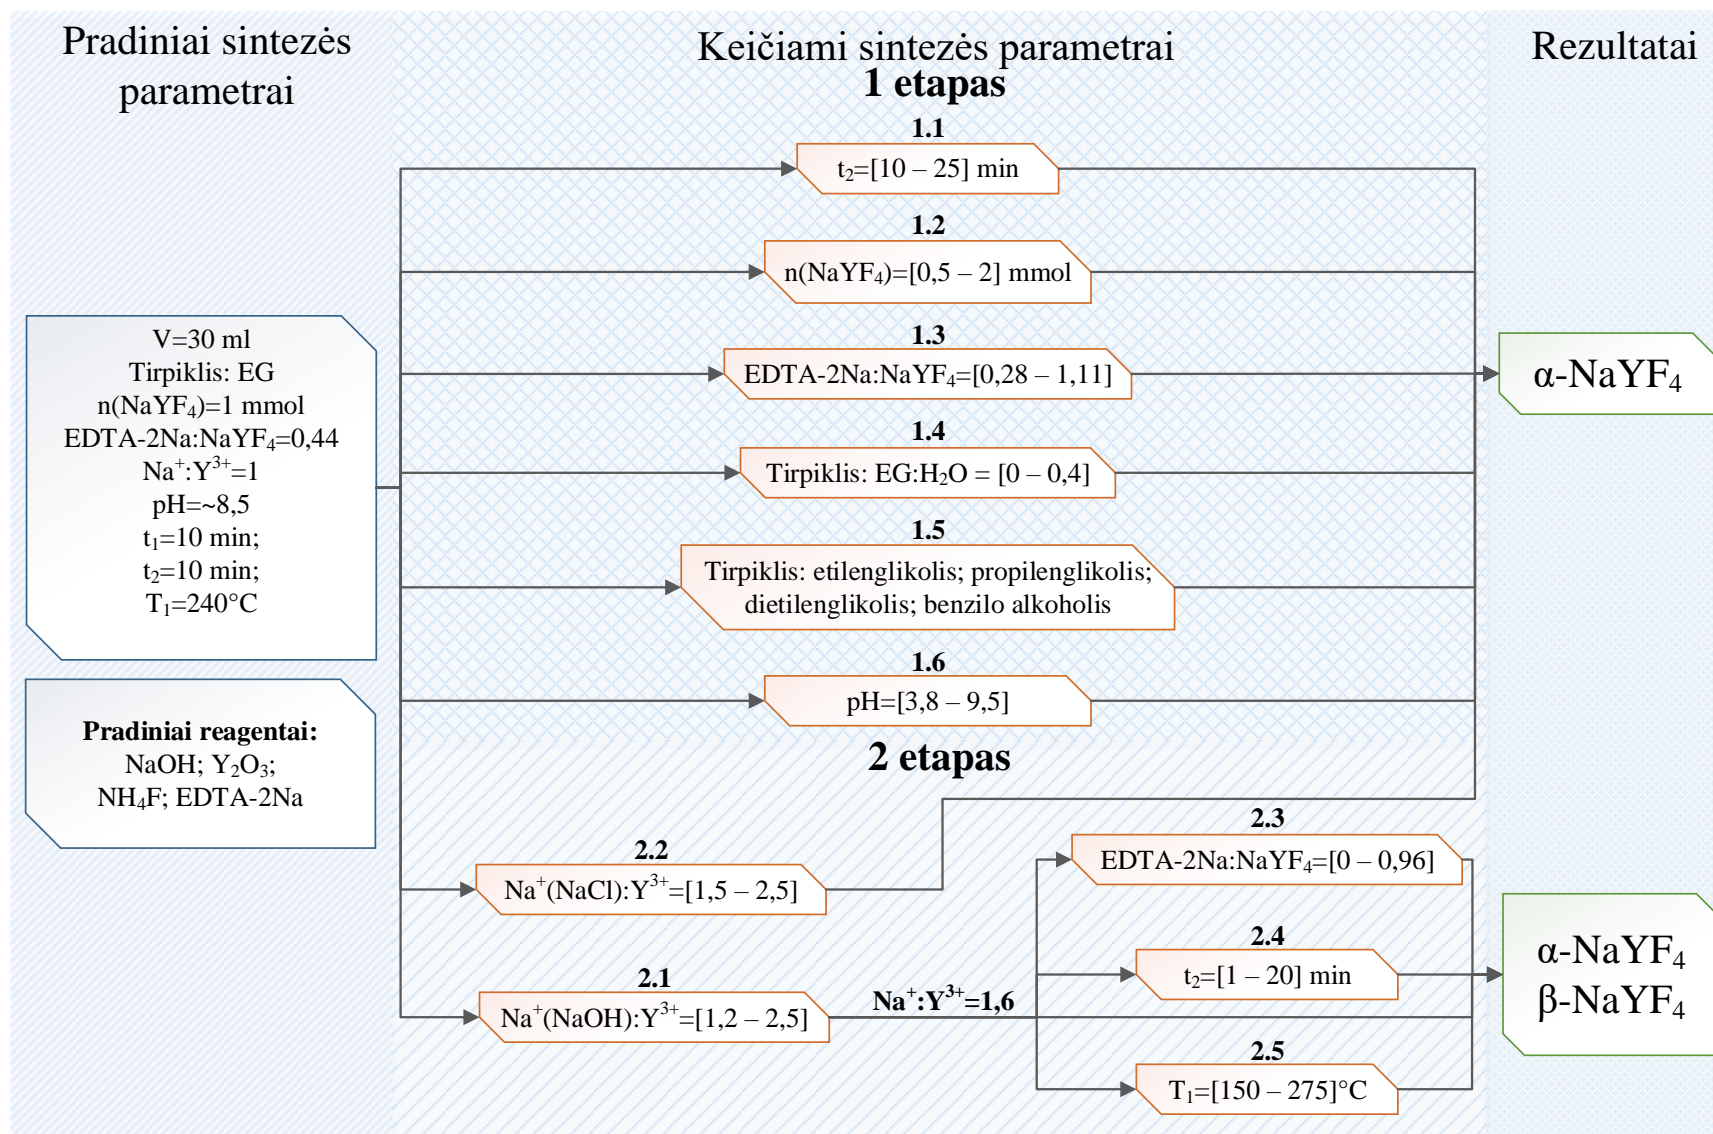 Pradiniai sintezės
parametrai
Keičiami sintezės parametrai
Rezultatai
1 etapas
1.1
t₂=[10 – 25] min
1.2
n(NaYF₄)=[0,5 – 2] mmol
1.3
EDTA-2Na:NaYF₄=[0,28 – 1,11]
1.4
Tirpiklis: EG:H₂O = [0 – 0,4]
1.5
Tirpiklis: etilenglikolis; propilenglikolis;
dietilenglikolis; benzilo alkoholis
1.6
pH=[3,8 – 9,5]
V=30 ml
Tirpiklis: EG
n(NaYF₄)=1 mmol
EDTA-2Na:NaYF₄=0,44
Na⁺:Y³⁺=1
pH=~8,5
t₁=10 min;
t₂=10 min;
T₁=240°C
Pradiniai reagentai:
NaOH; Y₂O₃;
NH₄F; EDTA-2Na
α-NaYF₄
2 etapas
2.2
Na⁺(NaCl):Y³⁺=[1,5 – 2,5]
2.1
Na⁺(NaOH):Y³⁺=[1,2 – 2,5]
Na⁺:Y³⁺=1,6
2.3
EDTA-2Na:NaYF₄=[0 – 0,96]
2.4
t₂=[1 – 20] min
2.5
T₁=[150 – 275]°C
α-NaYF₄
β-NaYF₄